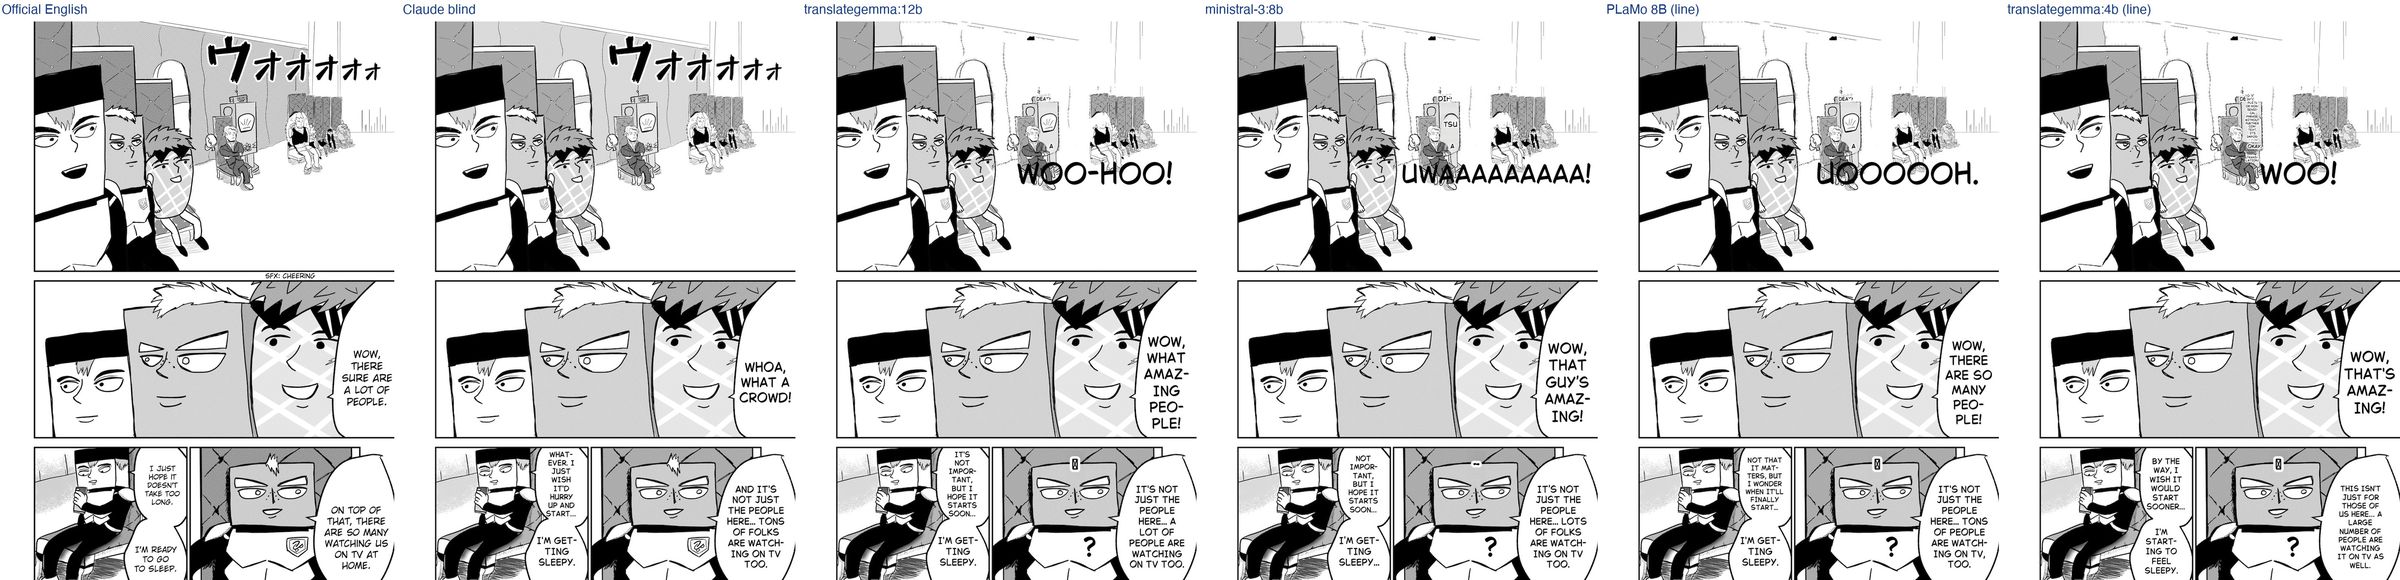 Official English
Claude blind
translategemma:12b
ministral-3:8b
PLaMo 8B (line)
translategemma:4b (line)
ウォオオオオオ
SFX: CHEERING
WOW,
THERE
SURE ARE
A LOT OF
PEOPLE.
I JUST
HOPE IT
DOESN'T
TAKE TOO
LONG.
I'M READY
TO GO
TO SLEEP.
ON TOP OF
THAT, THERE
ARE SO MANY
WATCHING US
ON TV AT
HOME.
ウォオオオオオ
WHOA,
WHAT A
CROWD!
WHAT-
EVER. I
JUST
WISH
IT'D
HURRY
UP AND
START...
I'M GET-
TING
SLEEPY.
AND IT'S
NOT JUST
THE PEOPLE
HERE... TONS
OF FOLKS
ARE WATCH-
ING ON TV
TOO.
WOO-HOO!
WOW,
WHAT
AMAZ-
ING
PEO-
PLE!
IT'S
NOT
IMPOR-
TANT,
BUT I
HOPE IT
STARTS
SOON...
I'M GET-
TING
SLEEPY.
IT'S NOT
JUST THE
PEOPLE
HERE... A
LOT OF
PEOPLE ARE
WATCHING
ON TV TOO.
?
TSU
UWAAAAAAAAA!
WOW,
THAT
GUY'S
AMAZ-
ING!
NOT
IMPOR-
TANT,
BUT I
HOPE IT
STARTS
SOON...
I'M GET-
TING
SLEEPY...
~
IT'S NOT
JUST THE
PEOPLE
HERE... LOTS
OF PEOPLE
ARE WATCH-
ING ON TV
TOO.
?
UOOOOOH.
WOW,
THERE
ARE SO
MANY
PEO-
PLE!
NOT THAT
IT MAT-
TERS, BUT
I WONDER
WHEN IT'LL
FINALLY
START...
I'M GET-
TING
SLEEPY.
IT'S NOT
JUST THE
PEOPLE
HERE... TONS
OF PEOPLE
ARE WATCH-
ING ON TV,
TOO.
?
OKAY
WOO!
WOW,
THAT'S
AMAZ-
ING!
BY THE
WAY, I
WISH IT
WOULD
START
SOONER...
I'M
START-
ING TO
FEEL
SLEEPY.
THIS ISN'T
JUST FOR
THOSE OF
US HERE... A
LARGE
NUMBER OF
PEOPLE ARE
WATCHING
IT ON TV AS
WELL.
?